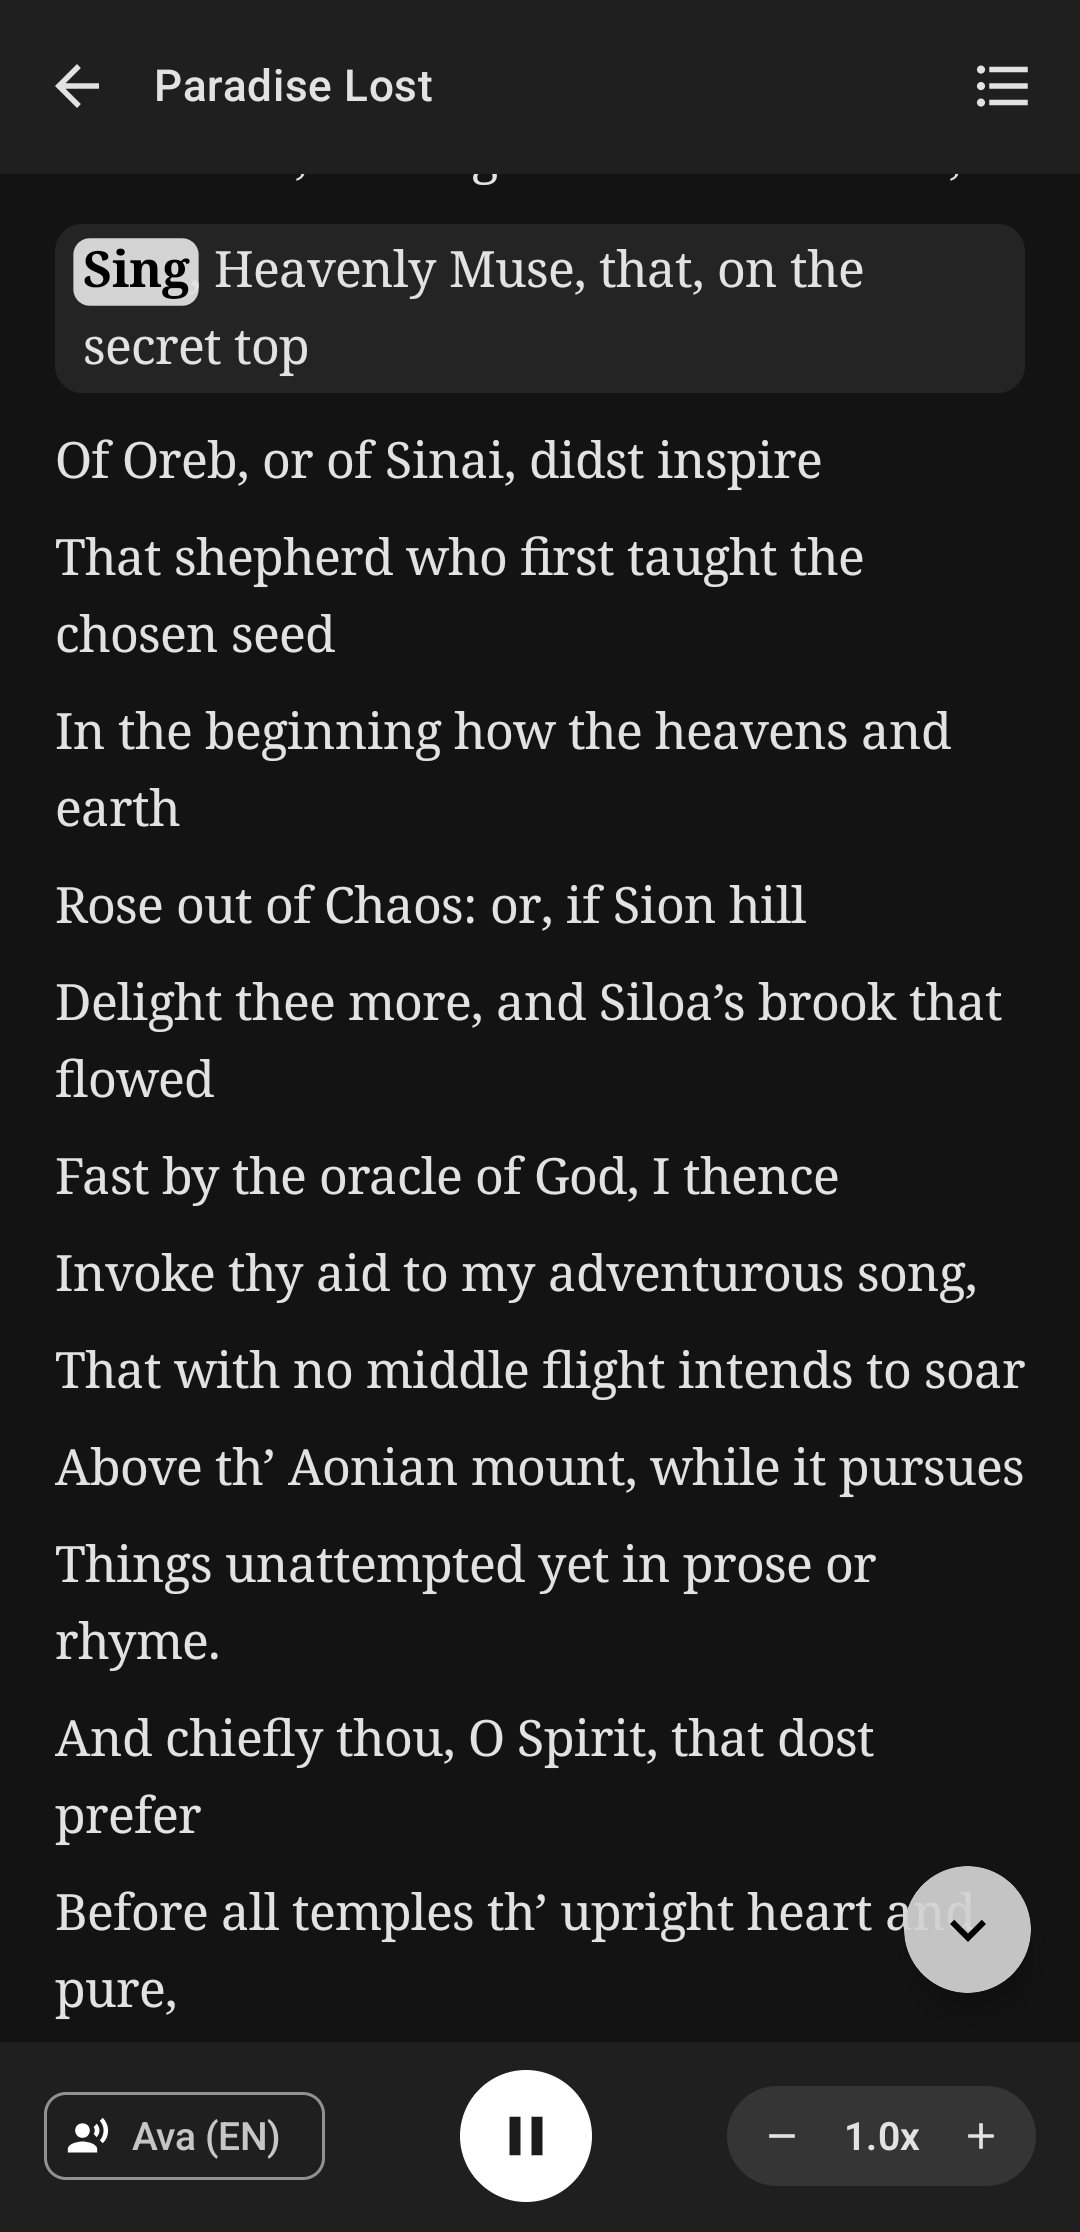 Paradise Lost
Sing Heavenly Muse, that, on the
secret top
Of Oreb, or of Sinai, didst inspire
That shepherd who first taught the
chosen seed
In the beginning how the heavens and
earth
Rose out of Chaos: or, if Sion hill
Delight thee more, and Siloa’s brook that
flowed
Fast by the oracle of God, I thence
Invoke thy aid to my adventurous song,
That with no middle flight intends to soar
Above th’ Aonian mount, while it pursues
Things unattempted yet in prose or
rhyme.
And chiefly thou, O Spirit, that dost
prefer
Before all temples th’ upright heart and
pure,
Ava (EN)
1.0x